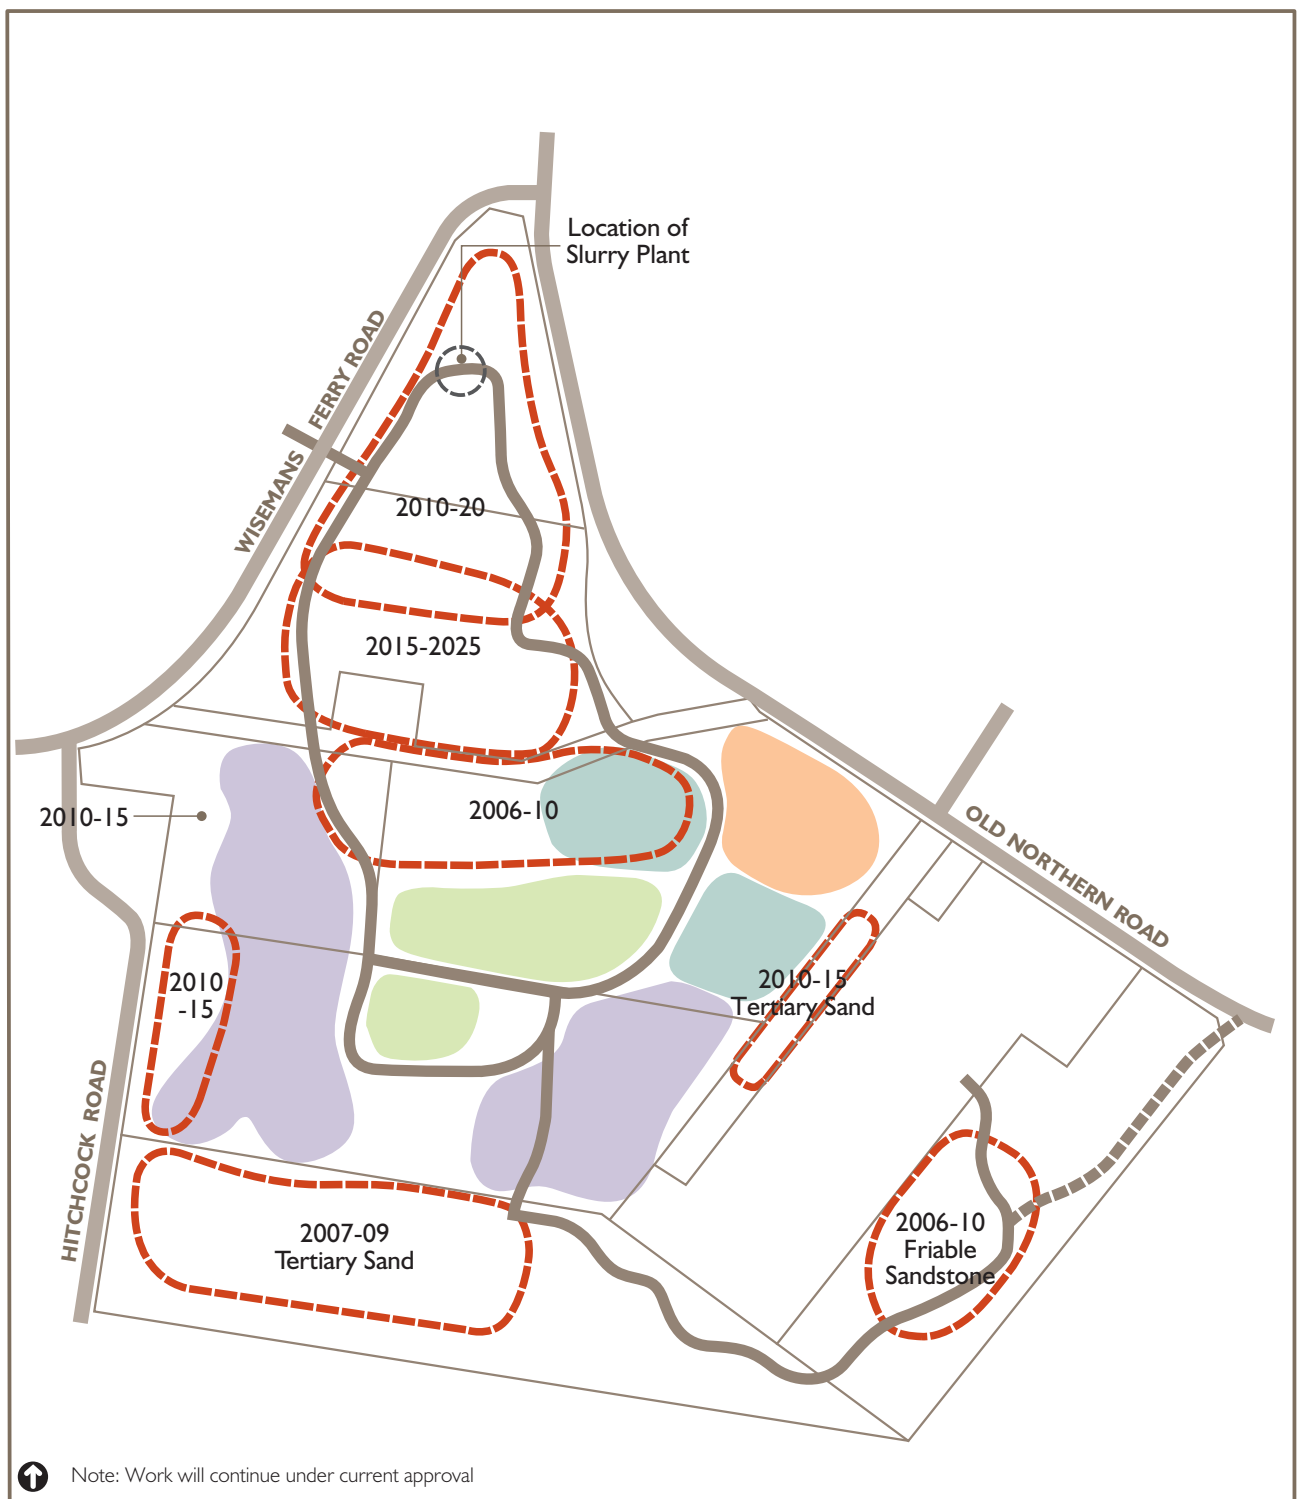 Location of
Slurry Plant
WISEMANS FERRY ROAD
2010-20
2015-2025
2006-10
2010-15
OLD NORTHERN ROAD
2010
-15
2010-15
Tertiary Sand
HITCHCOCK ROAD
2007-09
Tertiary Sand
2006-10
Friable
Sandstone
Note: Work will continue under current approval